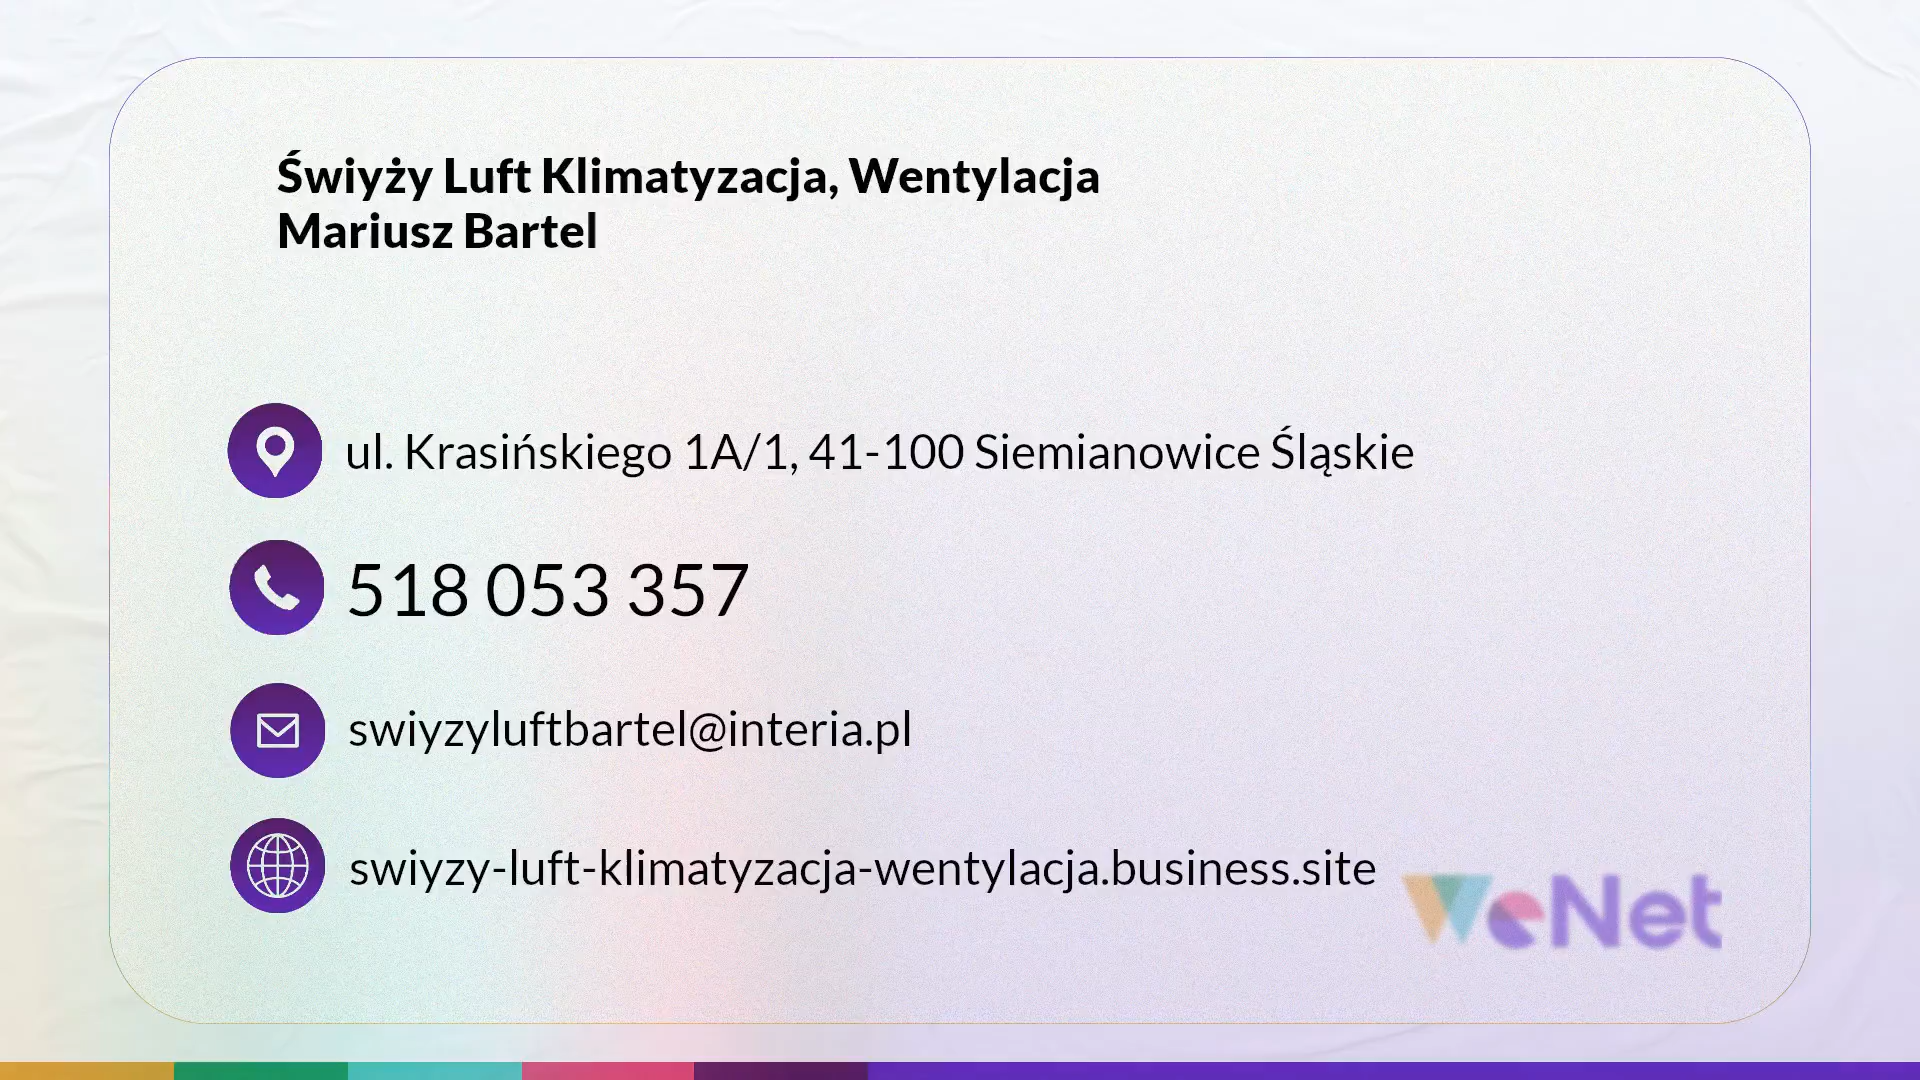 Świyży Luft Klimatyzacja, Wentylacja
Mariusz Bartel
ul. Krasińskiego 1A/1, 41-100 Siemianowice Śląskie
518 053 357
swiyzyluftbartel@interia.pl
swiyzy-luft-klimatyzacja-wentylacja.business.site
WeNet